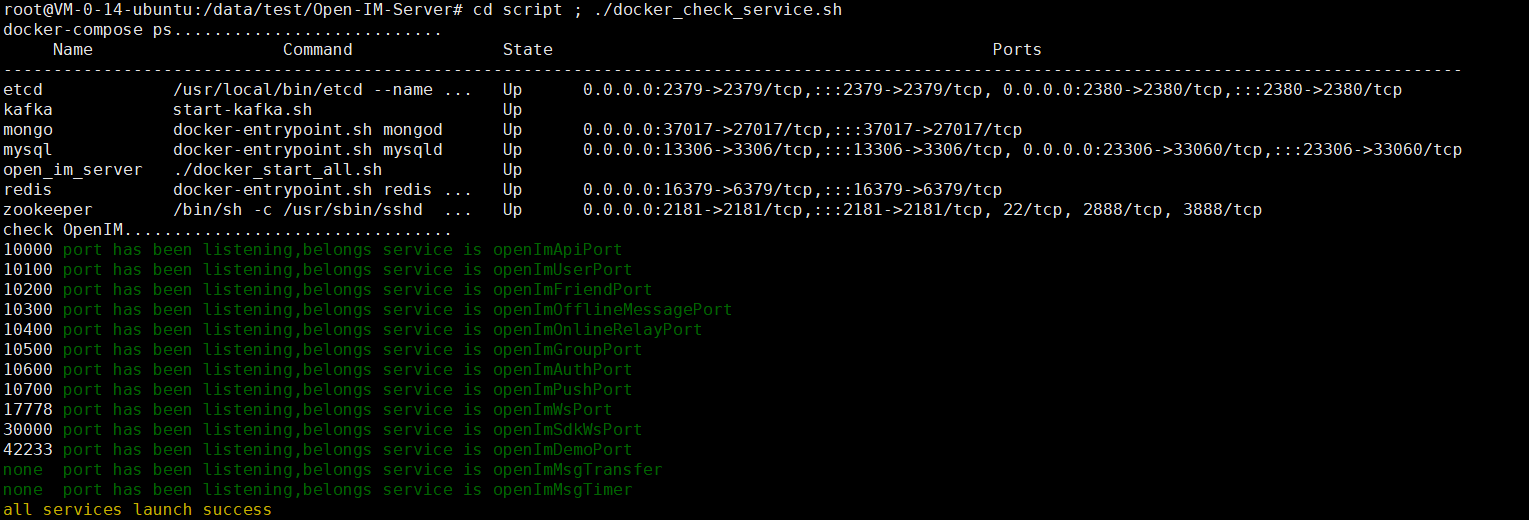 root@VM-0-14-ubuntu:/data/test/Open-IM-Server# cd script ; ./docker_check_service.sh
docker-compose ps...........................
     Name                   Command               State                                            Ports
--------------------------------------------------------------------------------------------------------------------------------------------------
etcd             /usr/local/bin/etcd --name ...   Up      0.0.0.0:2379->2379/tcp,:::2379->2379/tcp, 0.0.0.0:2380->2380/tcp,:::2380->2380/tcp
kafka            start-kafka.sh                   Up
mongo            docker-entrypoint.sh mongod      Up      0.0.0.0:37017->27017/tcp,:::37017->27017/tcp
mysql            docker-entrypoint.sh mysqld      Up      0.0.0.0:13306->3306/tcp,:::13306->3306/tcp, 0.0.0.0:23306->33060/tcp,:::23306->33060/tcp
open_im_server   ./docker_start_all.sh            Up
redis            docker-entrypoint.sh redis ...   Up      0.0.0.0:16379->6379/tcp,:::16379->6379/tcp
zookeeper        /bin/sh -c /usr/sbin/sshd  ...   Up      0.0.0.0:2181->2181/tcp,:::2181->2181/tcp, 22/tcp, 2888/tcp, 3888/tcp
check OpenIM.................................
10000 port has been listening,belongs service is openImApiPort
10100 port has been listening,belongs service is openImUserPort
10200 port has been listening,belongs service is openImFriendPort
10300 port has been listening,belongs service is openImOfflineMessagePort
10400 port has been listening,belongs service is openImOnlineRelayPort
10500 port has been listening,belongs service is openImGroupPort
10600 port has been listening,belongs service is openImAuthPort
10700 port has been listening,belongs service is openImPushPort
17778 port has been listening,belongs service is openImWsPort
30000 port has been listening,belongs service is openImSdkWsPort
42233 port has been listening,belongs service is openImDemoPort
none  port has been listening,belongs service is openImMsgTransfer
none  port has been listening,belongs service is openImMsgTimer
all services launch success